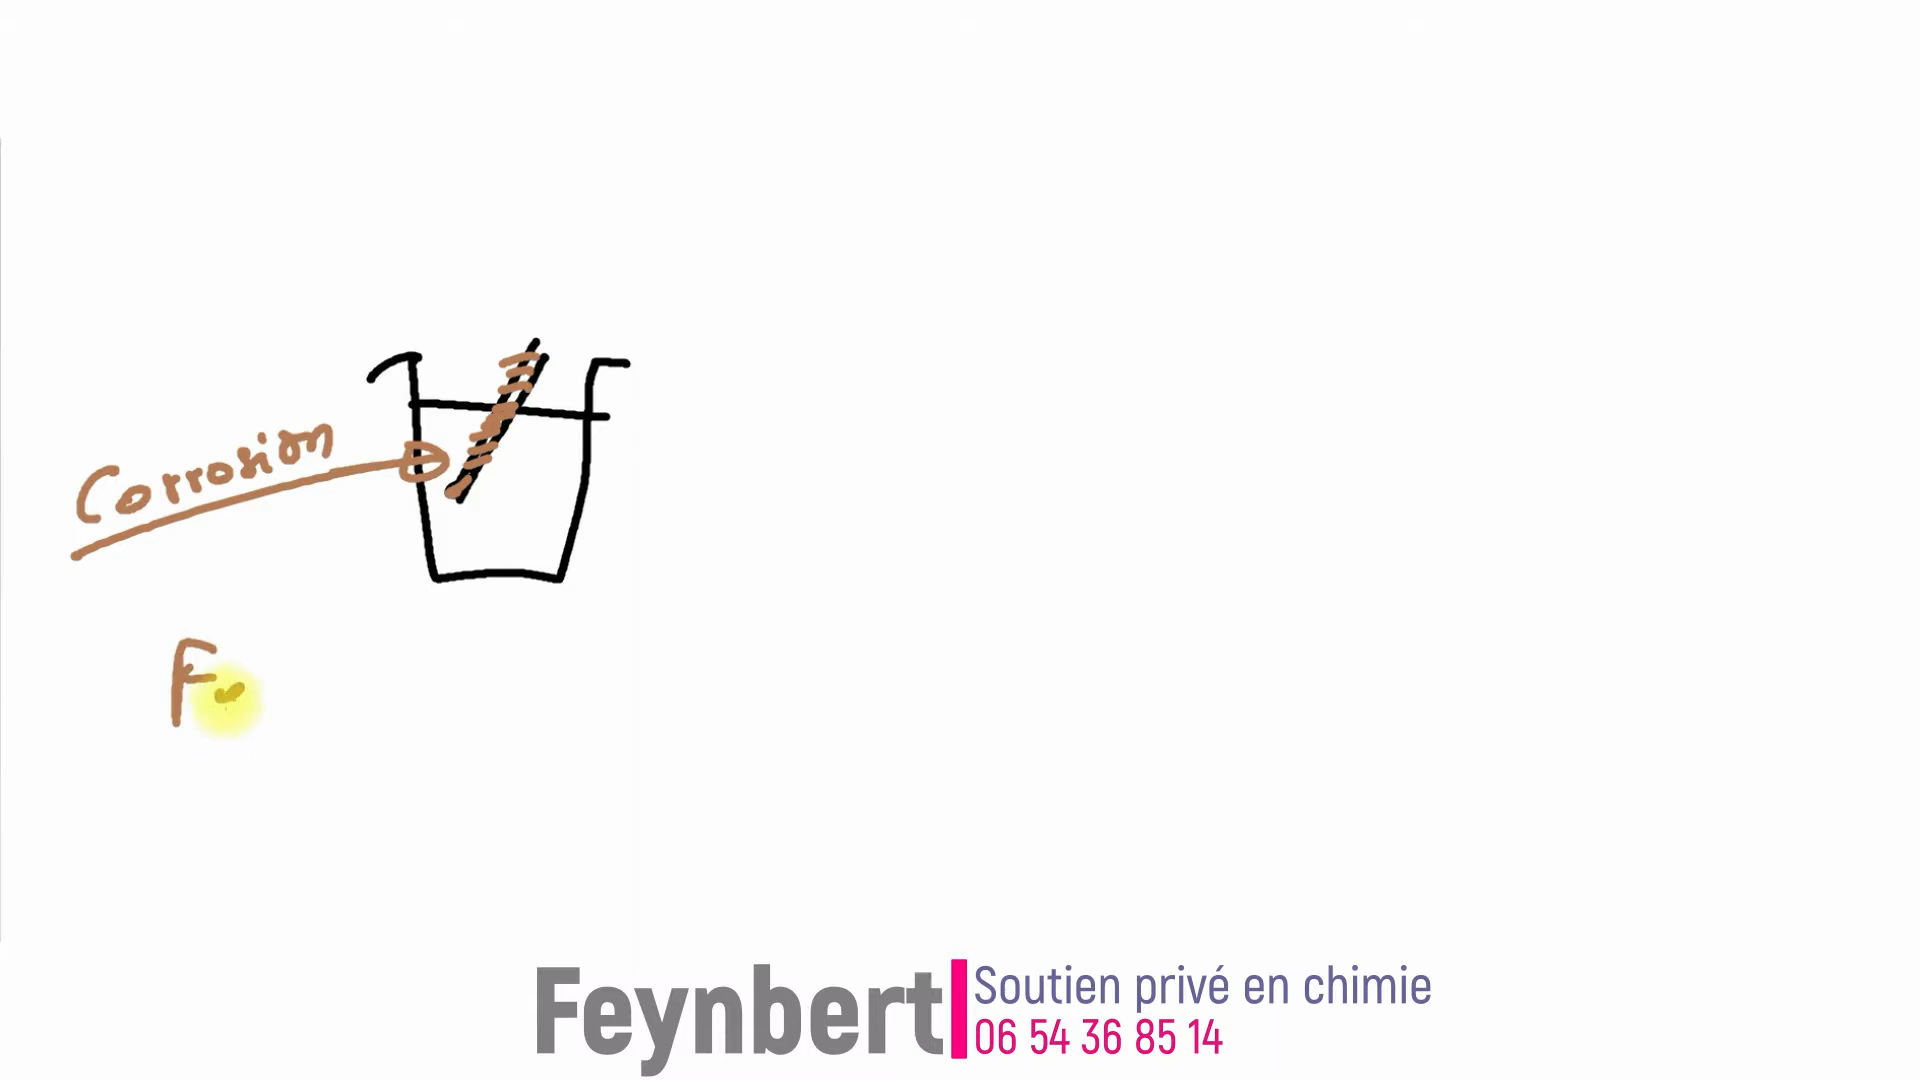 Corrosion
F
Feynbert
Soutien privé en chimie
06 54 36 85 14